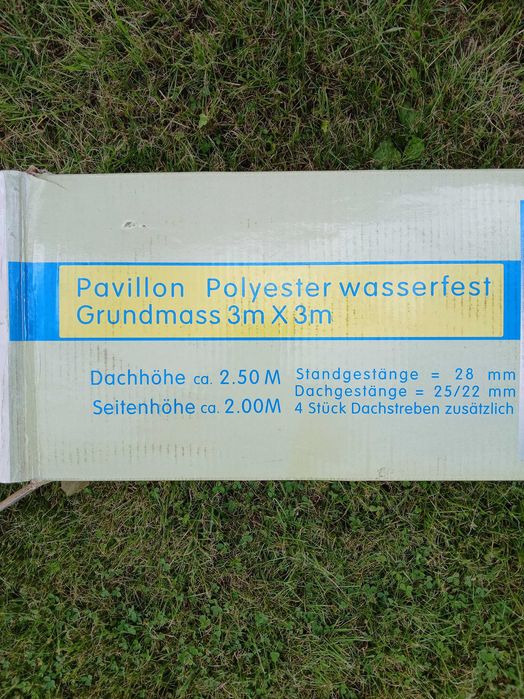 Pavillon Polyester wasserfest
Grundmass 3m X 3m
Dachhöhe ca. 2.50 M
Seitenhöhe ca. 2.00M
Standgestänge = 28 mm
Dachgestänge = 25/22 mm
4 Stück Dachstreben zusätzlich